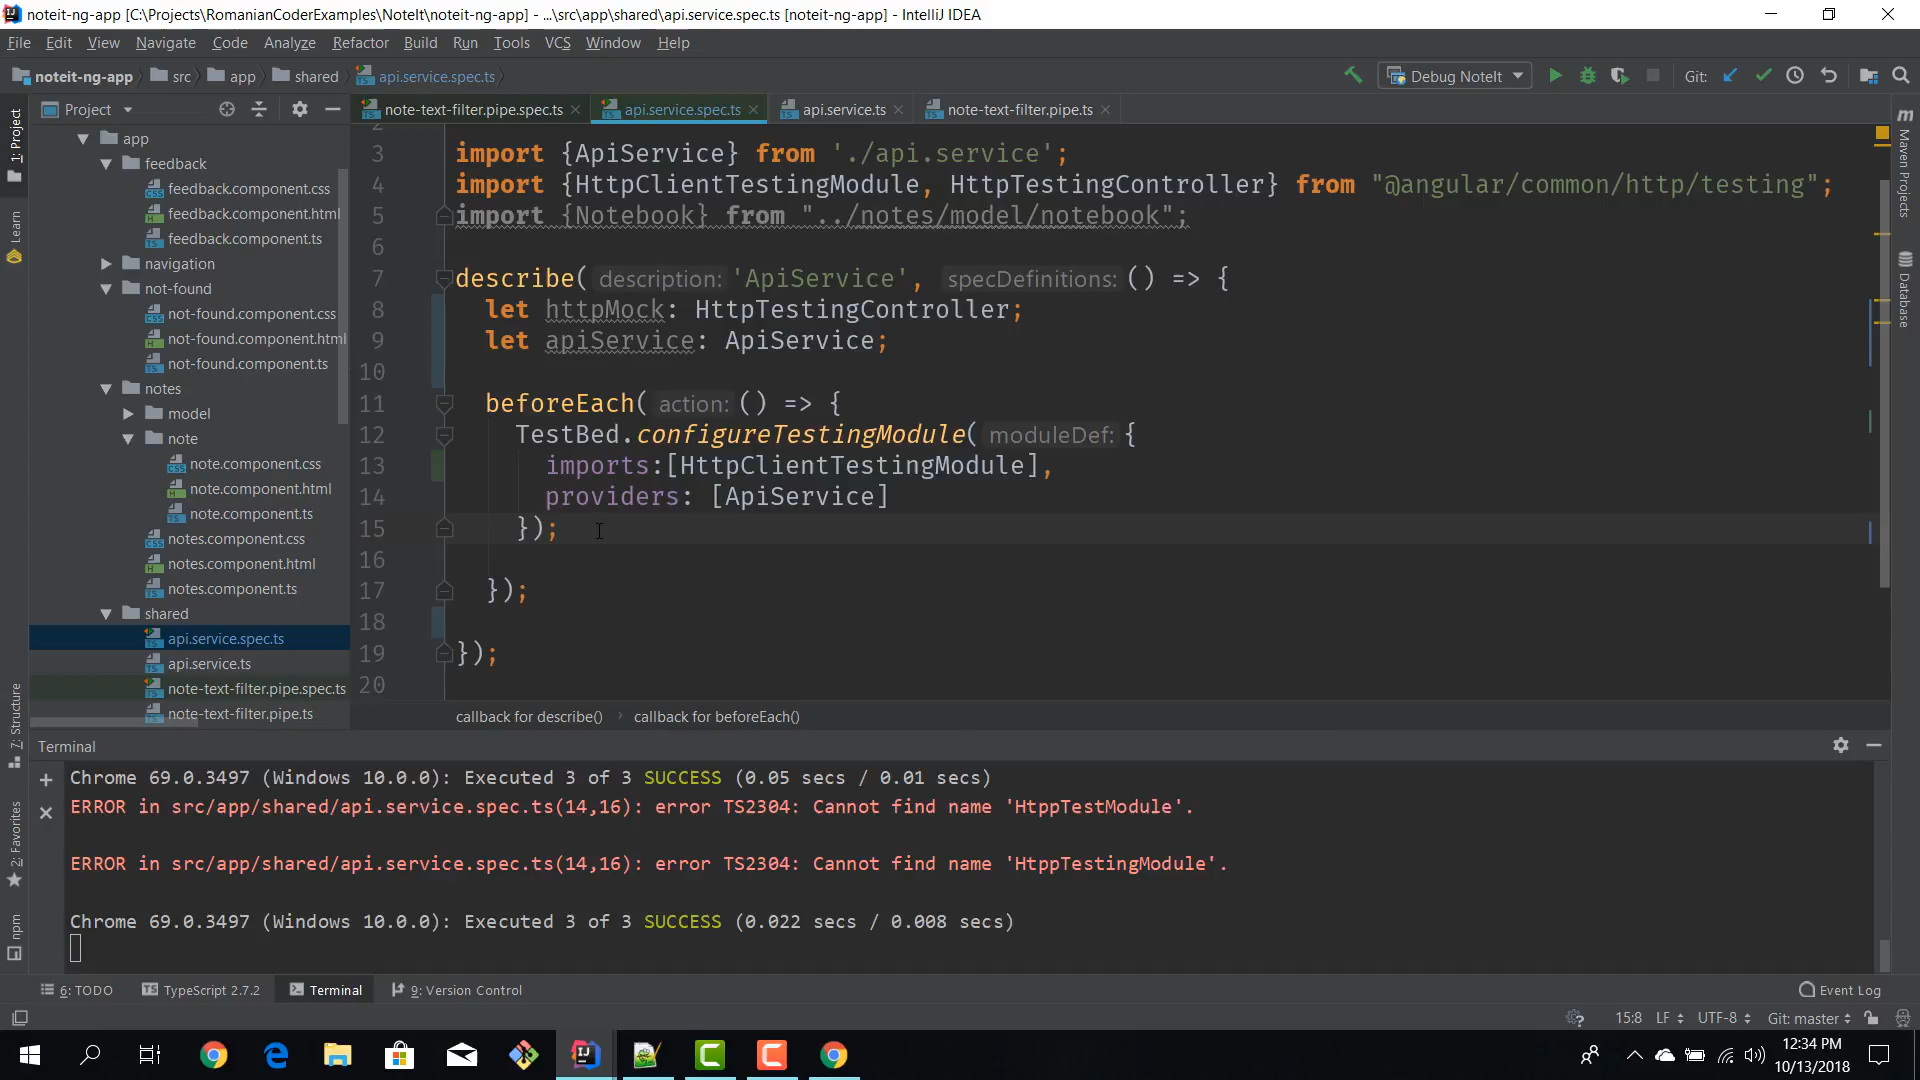 noteit-ng-app [C:\Projects\RomanianCoderExamples\NoteIt\noteit-ng-app] - ...\src\app\shared\api.service.spec.ts [noteit-ng-app] - IntelliJ IDEA
File Edit View Navigate Code Analyze Refactor Build Run Tools VCS Window Help
noteit-ng-app src app shared api.service.spec.ts Debug NoteIt Git:
Project note-text-filter.pipe.spec.ts api.service.spec.ts api.service.ts note-text-filter.pipe.ts
1: Project
Learn
7: Structure
2: Favorites
npm
app
feedback
feedback.component.css
feedback.component.html
feedback.component.ts
navigation
not-found
not-found.component.css
not-found.component.html
not-found.component.ts
notes
model
note
note.component.css
note.component.html
note.component.ts
notes.component.css
notes.component.html
notes.component.ts
shared
api.service.spec.ts
api.service.ts
note-text-filter.pipe.spec.ts
note-text-filter.pipe.ts
2
3 import {ApiService} from './api.service';
4 import {HttpClientTestingModule, HttpTestingController} from "@angular/common/http/testing";
5 import {Notebook} from "../notes/model/notebook";
6
7 describe( description: 'ApiService', specDefinitions: () => {
8 let httpMock: HttpTestingController;
9 let apiService: ApiService;
10
11 beforeEach( action: () => {
12 TestBed.configureTestingModule( moduleDef: {
13 imports:[HttpClientTestingModule],
14 providers: [ApiService]
15 });
16
17 });
18
19 });
20
callback for describe() callback for beforeEach()
Maven Projects
Database
Terminal
Chrome 69.0.3497 (Windows 10.0.0): Executed 3 of 3 SUCCESS (0.05 secs / 0.01 secs)
ERROR in src/app/shared/api.service.spec.ts(14,16): error TS2304: Cannot find name 'HtppTestModule'.
ERROR in src/app/shared/api.service.spec.ts(14,16): error TS2304: Cannot find name 'HtppTestingModule'.
Chrome 69.0.3497 (Windows 10.0.0): Executed 3 of 3 SUCCESS (0.022 secs / 0.008 secs)
6: TODO TypeScript 2.7.2 Terminal 9: Version Control Event Log
15:8 LF UTF-8 Git: master
12:34 PM
10/13/2018